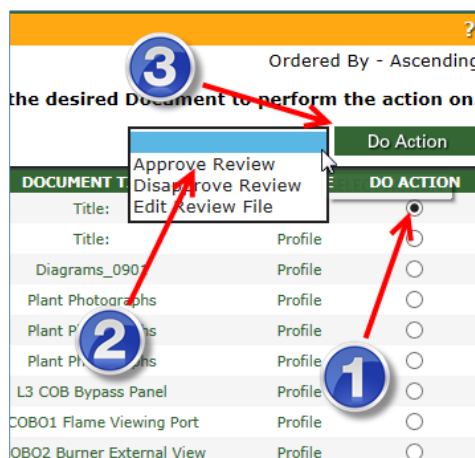 ?
3
Ordered By - Ascending
the desired Document to perform the action on.
Do Action
Approve Review
Disapprove Review
Edit Review File
DOCUMENT DO ACTION
Title:
Title: Profile
Diagrams_0901 Profile
Plant Photographs Profile
Plant Profile
2
Plant Profile
1
L3 COB Bypass Panel Profile
COBO1 Flame Viewing Port Profile
OBO2 Burner External View Profile